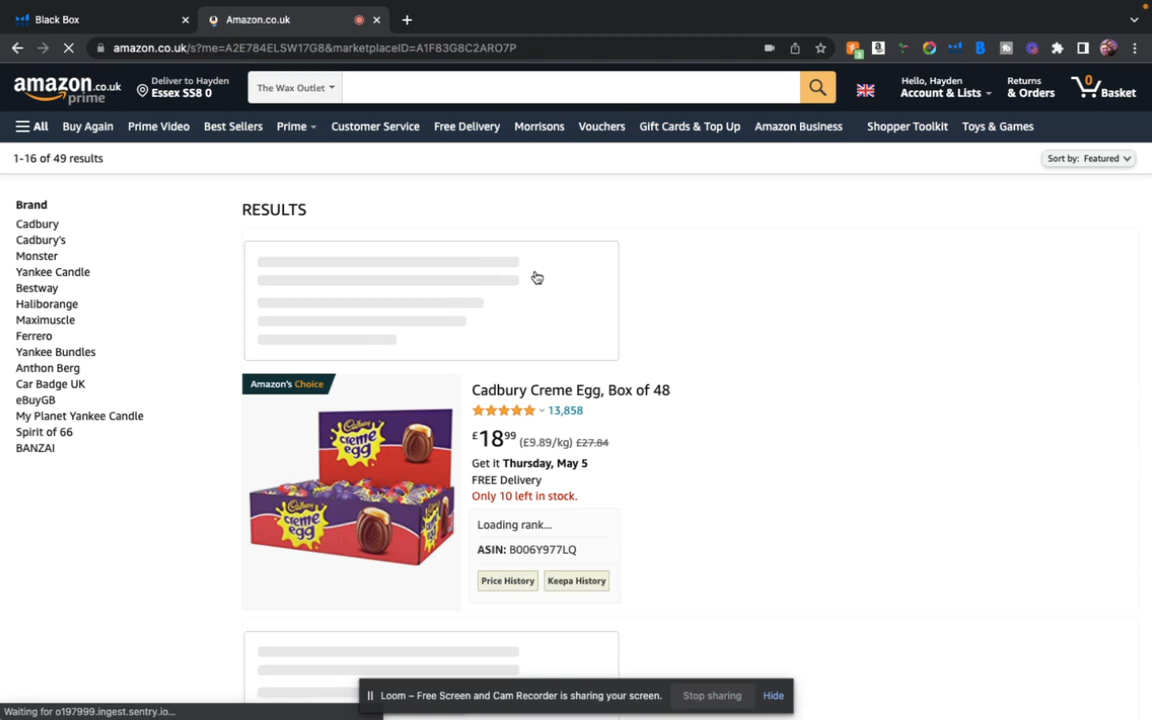 Black Box
Amazon.co.uk
amazon.co.uk/s?me=A2E784ELSW17G8&marketplaceID=A1F83G8C2ARO7P
amazon.co.uk
prime
Deliver to Hayden
Essex SS8 0
The Wax Outlet
Hello, Hayden
Account & Lists
Returns
& Orders
0
Basket
All
Buy Again
Prime Video
Best Sellers
Prime
Customer Service
Free Delivery
Morrisons
Vouchers
Gift Cards & Top Up
Amazon Business
Shopper Toolkit
Toys & Games
1-16 of 49 results
Sort by: Featured
Brand
Cadbury
Cadbury's
Monster
Yankee Candle
Bestway
Haliborange
Maximuscle
Ferrero
Yankee Bundles
Anthon Berg
Car Badge UK
eBuyGB
My Planet Yankee Candle
Spirit of 66
BANZAI
RESULTS
Amazon's Choice
Cadbury
creme
egg
Cadbury
creme
egg
Cadbury Creme Egg, Box of 48
13,858
£18.99 (£9.89/kg) £27.84
Get it Thursday, May 5
FREE Delivery
Only 10 left in stock.
Loading rank...
ASIN: B006Y977LQ
Price History
Keepa History
Loom – Free Screen and Cam Recorder is sharing your screen.
Stop sharing
Hide
Waiting for o197999.ingest.sentry.io...